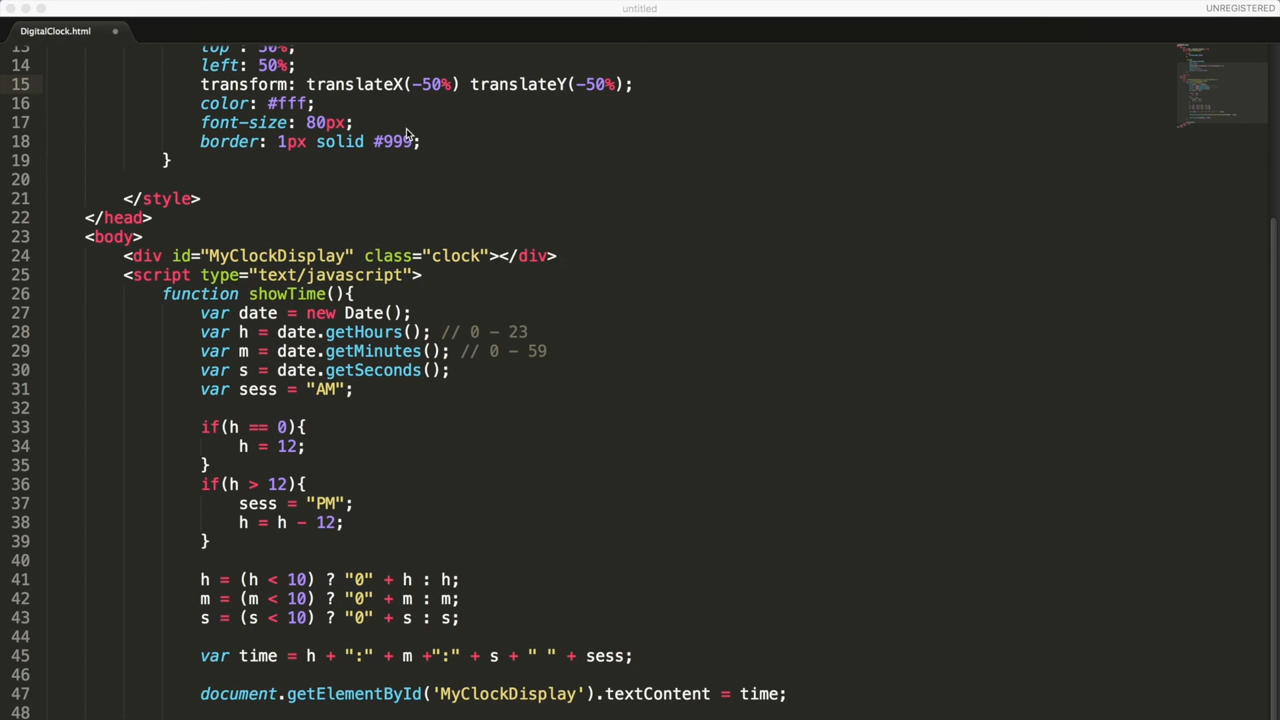 untitled
UNREGISTERED
DigitalClock.html
13 top : 50%;
14 left: 50%;
15 transform: translateX(-50%) translateY(-50%);
16 color: #fff;
17 font-size: 80px;
18 border: 1px solid #999;
19 }
20
21 </style>
22 </head>
23 <body>
24 <div id="MyClockDisplay" class="clock"></div>
25 <script type="text/javascript">
26 function showTime(){
27 var date = new Date();
28 var h = date.getHours(); // 0 - 23
29 var m = date.getMinutes(); // 0 - 59
30 var s = date.getSeconds();
31 var sess = "AM";
32
33 if(h == 0){
34 h = 12;
35 }
36 if(h > 12){
37 sess = "PM";
38 h = h - 12;
39 }
40
41 h = (h < 10) ? "0" + h : h;
42 m = (m < 10) ? "0" + m : m;
43 s = (s < 10) ? "0" + s : s;
44
45 var time = h + ":" + m +":" + s + " " + sess;
46
47 document.getElementById('MyClockDisplay').textContent = time;
48